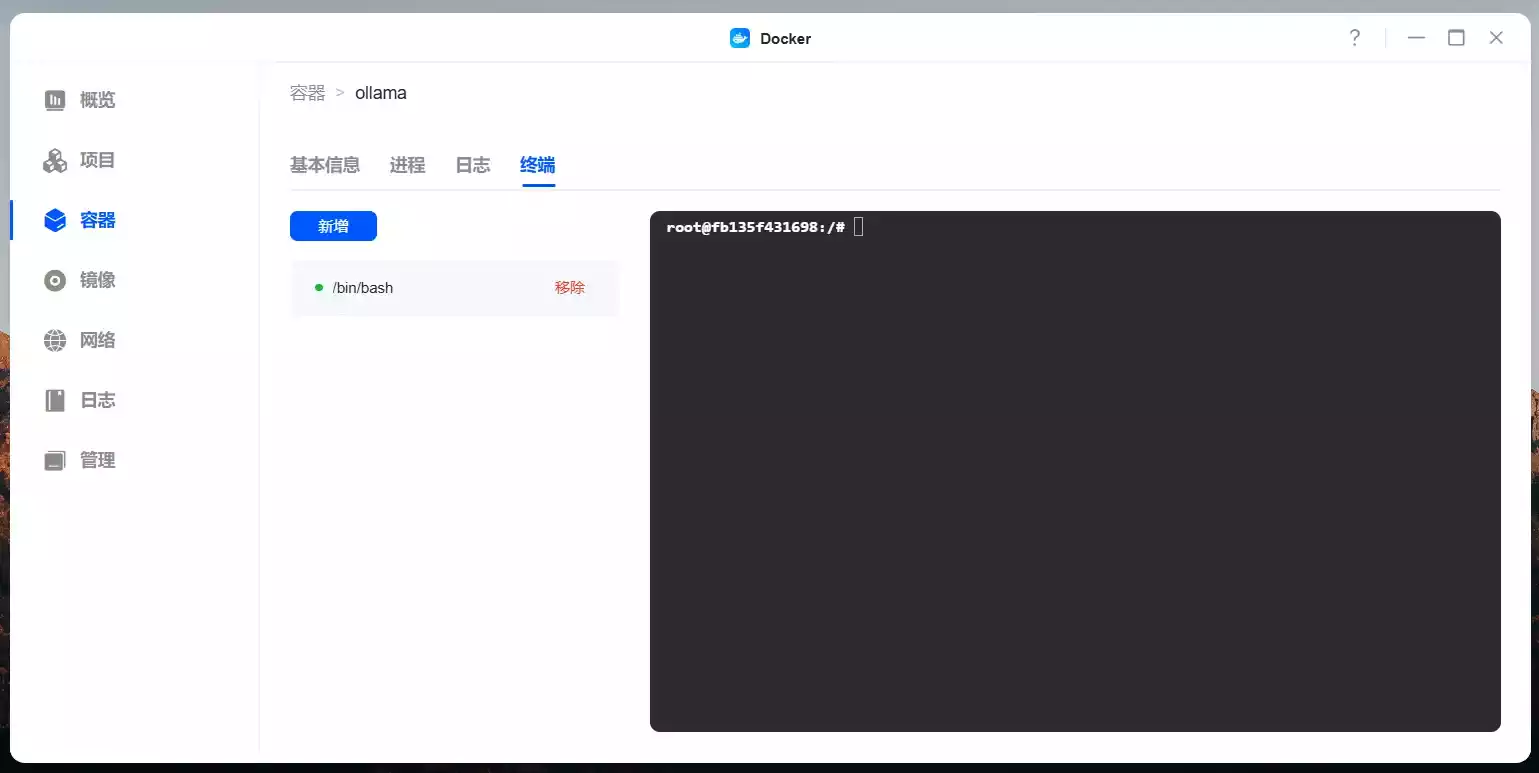 Docker
概览
项目
容器
镜像
网络
日志
管理
容器 > ollama
基本信息 进程 日志 终端
新增
/bin/bash 移除
root@fb135f431698:/#